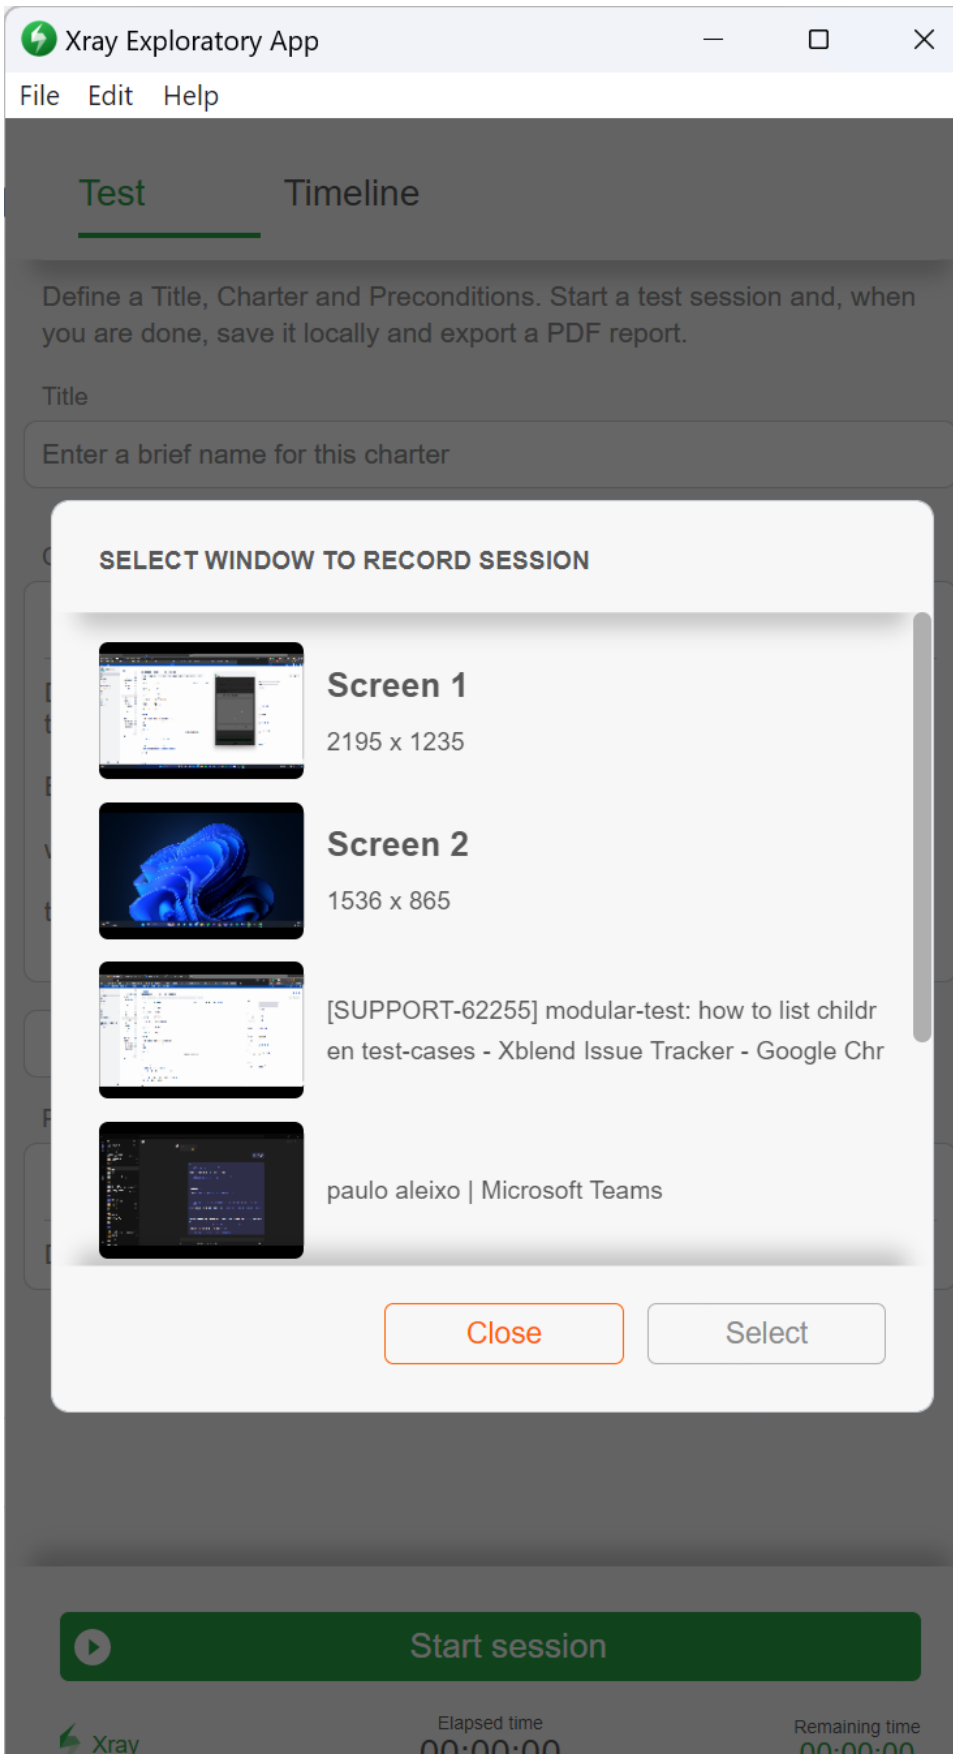 Xray Exploratory App
File Edit Help
Test Timeline
Define a Title, Charter and Preconditions. Start a test session and, when
you are done, save it locally and export a PDF report.
Title
Enter a brief name for this charter
SELECT WINDOW TO RECORD SESSION
Screen 1
2195 x 1235
Screen 2
1536 x 865
[SUPPORT-62255] modular-test: how to list childr
en test-cases - Xblend Issue Tracker - Google Chr
paulo aleixo | Microsoft Teams
Close Select
Start session
Xray
Elapsed time
00:00:00
Remaining time
00:00:00